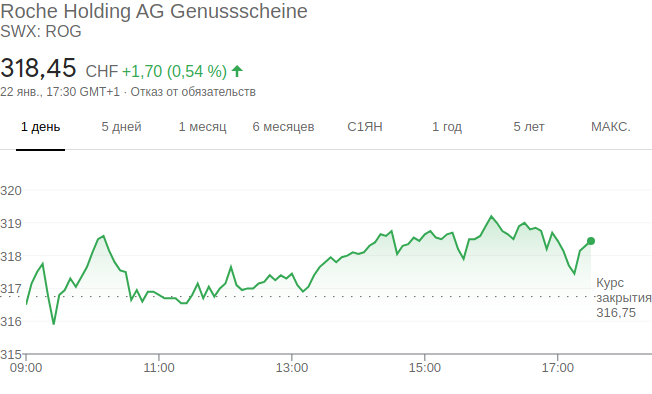 Roche Holding AG Genussscheine
SWX: ROG
318,45 CHF +1,70 (0,54 %)
22 янв., 17:30 GMT+1 · Отказ от обязательств
1 день 5 дней 1 месяц 6 месяцев С1ЯН 1 год 5 лет МАКС.
320
319
318
317
316
315
Курс
закрытия
316,75
09:00 11:00 13:00 15:00 17:00